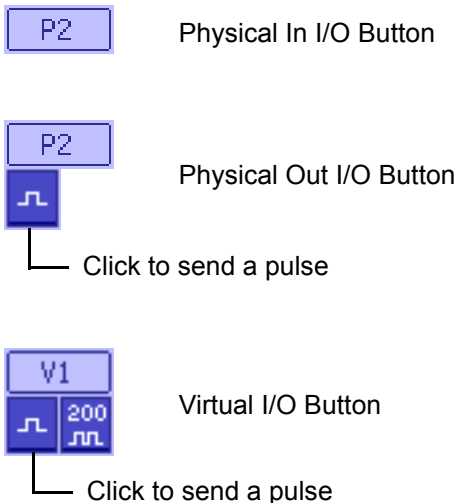 P2
Physical In I/O Button
P2
Physical Out I/O Button
Click to send a pulse
V1
200
Virtual I/O Button
Click to send a pulse